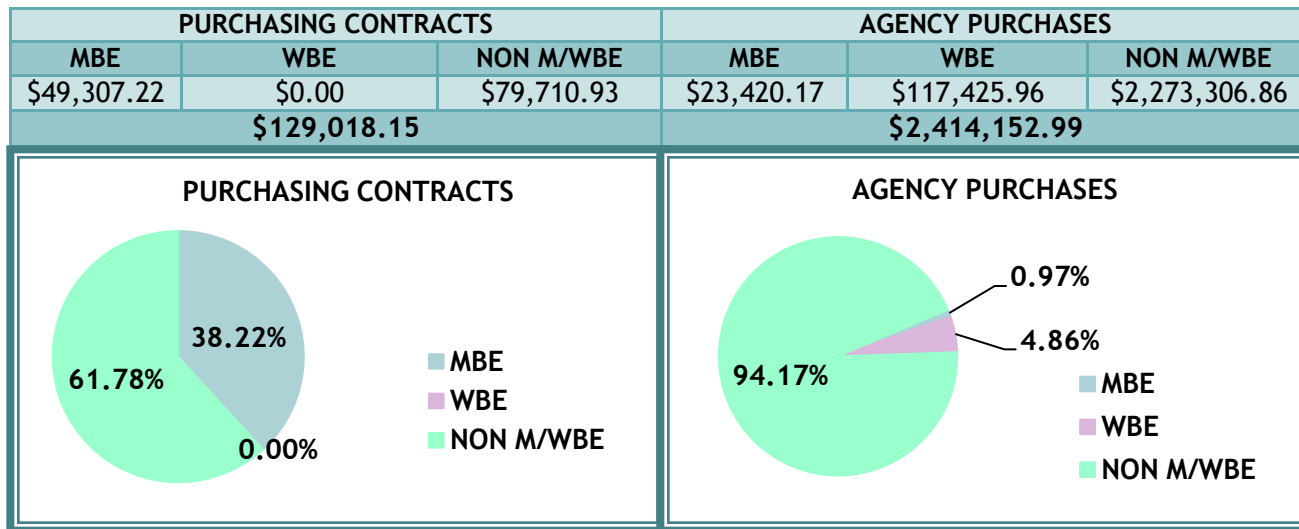 PURCHASING CONTRACTS AGENCY PURCHASES
MBE WBE NON M/WBE MBE WBE NON M/WBE
$49,307.22 $0.00 $79,710.93 $23,420.17 $117,425.96 $2,273,306.86
$129,018.15 $2,414,152.99
PURCHASING CONTRACTS
38.22%
61.78%
0.00%
MBE
WBE
NON M/WBE
AGENCY PURCHASES
0.97%
4.86%
94.17%
MBE
WBE
NON M/WBE